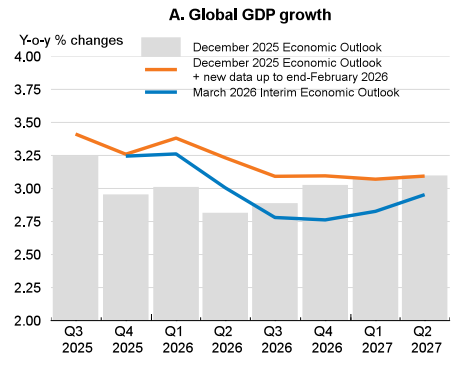 A. Global GDP growth
Y-o-y % changes
December 2025 Economic Outlook
December 2025 Economic Outlook
+ new data up to end-February 2026
March 2026 Interim Economic Outlook
4.00
3.75
3.50
3.25
3.00
2.75
2.50
2.25
2.00
Q3 Q4 Q1 Q2 Q3 Q4 Q1 Q2
2025 2025 2026 2026 2026 2026 2027 2027